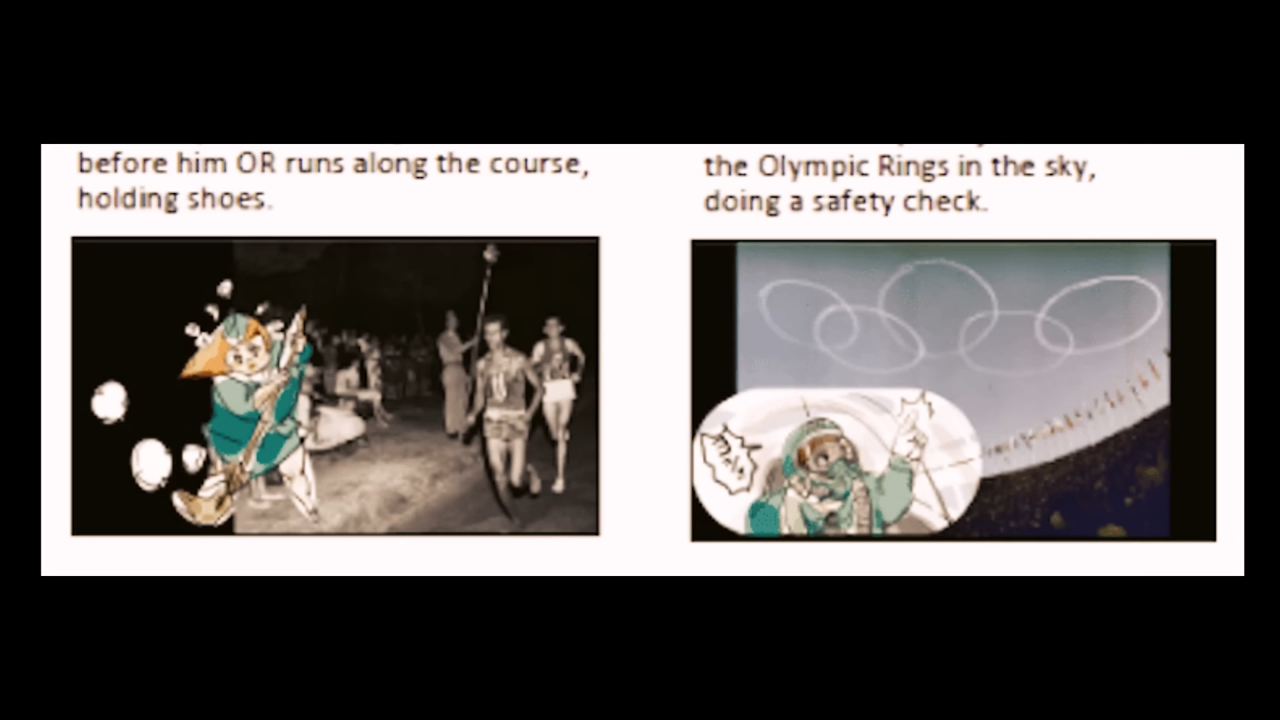 before him OR runs along the course,
holding shoes.
the Olympic Rings in the sky,
doing a safety check.